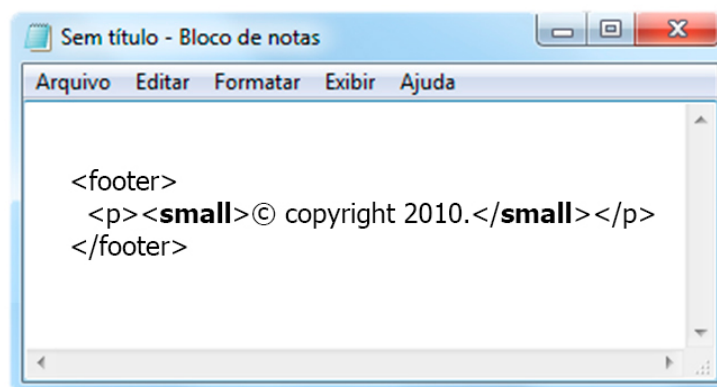 Sem título - Bloco de notas
Arquivo Editar Formatar Exibir Ajuda
<footer>
<p><small>© copyright 2010.</small></p>
</footer>